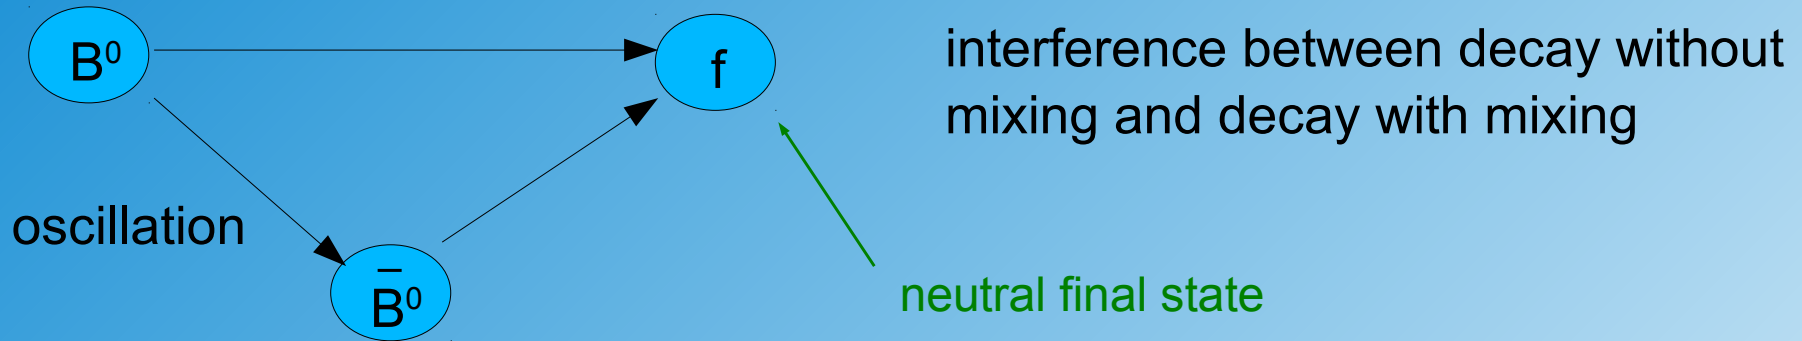 B⁰
f
interference between decay without
mixing and decay with mixing
oscillation
B̅⁰
neutral final state